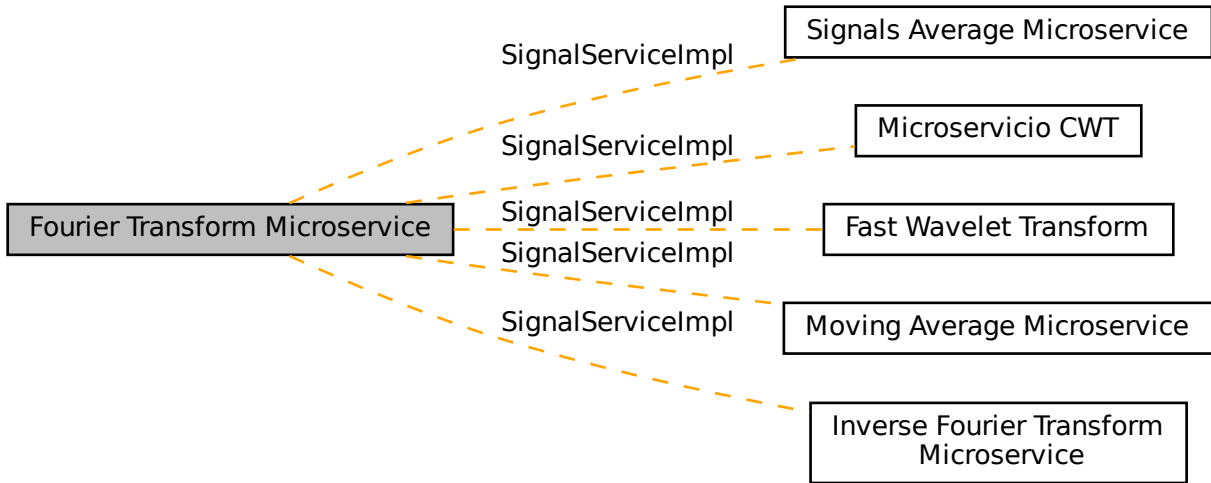 Signals Average Microservice
SignalServiceImpl
Microservicio CWT
SignalServiceImpl
Fourier Transform Microservice
SignalServiceImpl
Fast Wavelet Transform
SignalServiceImpl
Moving Average Microservice
SignalServiceImpl
Inverse Fourier Transform
Microservice